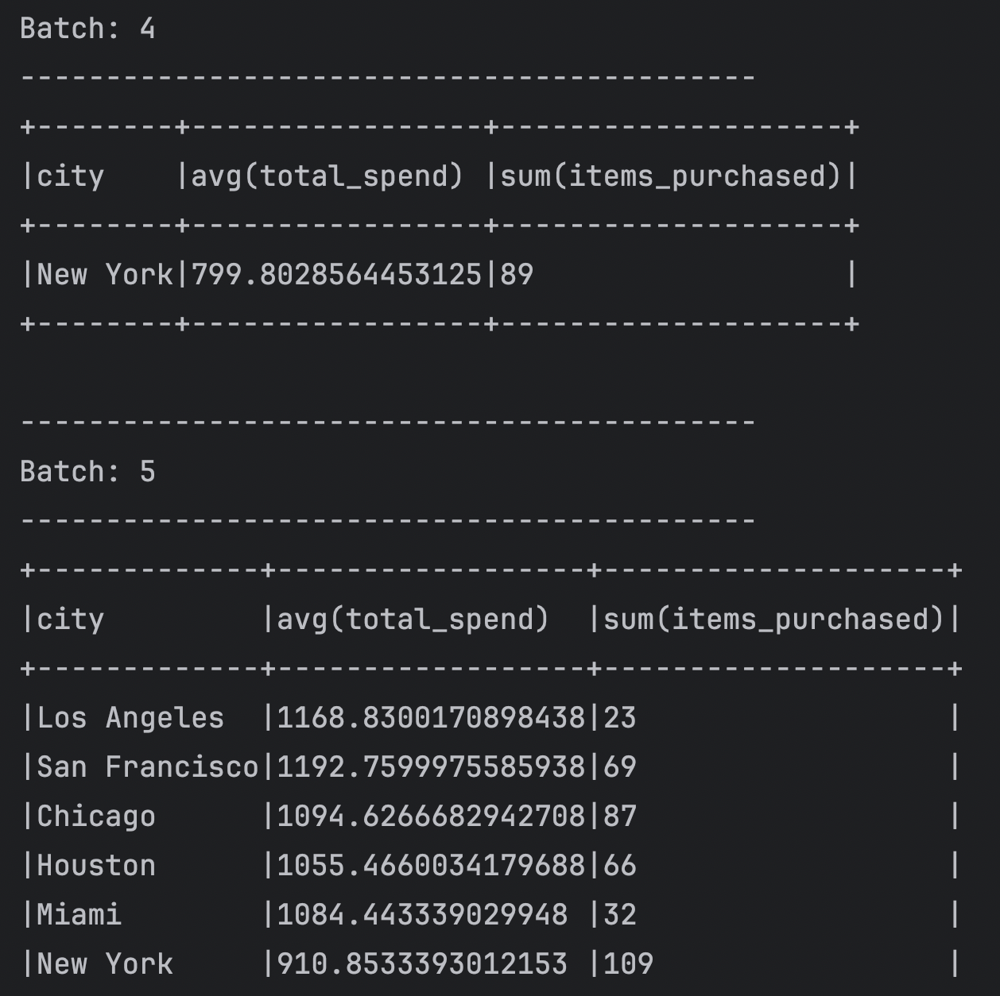 Batch: 4
-------------------------------------------
+--------+-----------------+-------------------+
|city    |avg(total_spend) |sum(items_purchased)|
+--------+-----------------+-------------------+
|New York|799.8028564453125|89                  |
+--------+-----------------+-------------------+
-------------------------------------------
Batch: 5
-------------------------------------------
+-------------+------------------+--------------------+
|city         |avg(total_spend)  |sum(items_purchased)|
+-------------+------------------+--------------------+
|Los Angeles  |1168.8300170898438|23                  |
|San Francisco|1192.7599975585938|69                  |
|Chicago      |1094.6266682942708|87                  |
|Houston      |1055.4660034179688|66                  |
|Miami        |1084.443339029948 |32                  |
|New York     |910.8533393012153 |109                 |